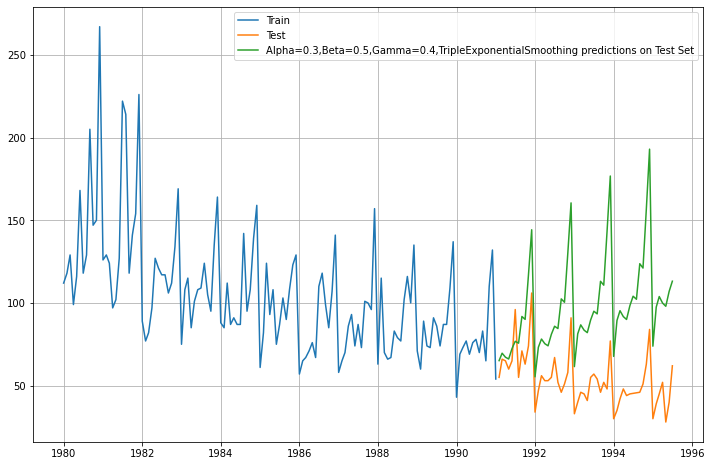 Train
Test
Alpha=0.3,Beta=0.5,Gamma=0.4,TripleExponentialSmoothing predictions on Test Set
250
200
150
100
50
1980 1982 1984 1986 1988 1990 1992 1994 1996